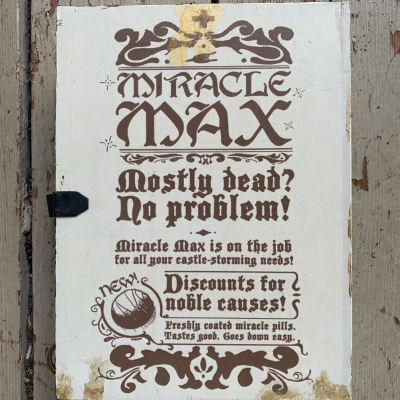 MIRACLE
MAX
Mostly dead?
No problem!
Miracle Max is on the job
for all your castle-storming needs!
NEW!
Discounts for
noble causes!
Freshly coated miracle pills.
Tastes good. Goes down easy.